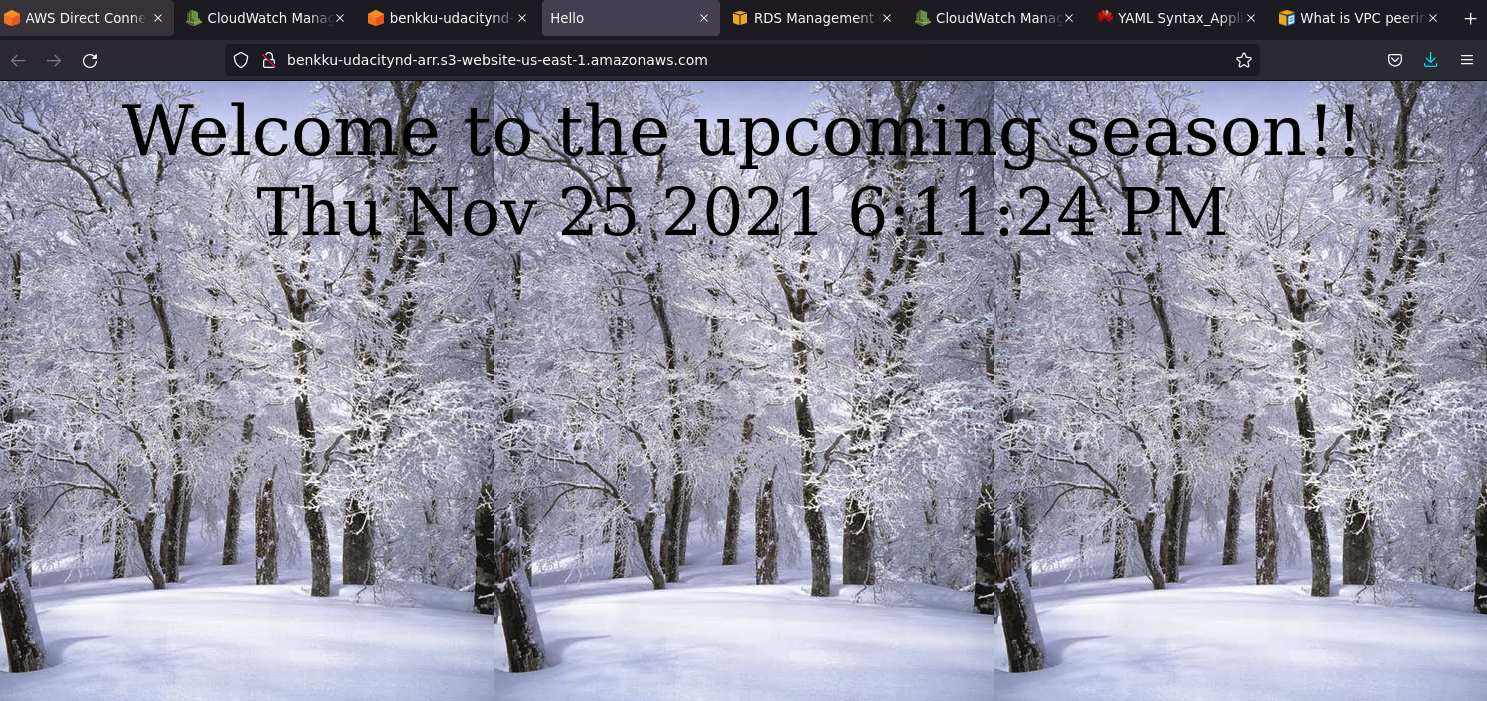 AWS Direct Conne
CloudWatch Manag
benkku-udacitynd-
Hello
RDS Management
CloudWatch Manag
YAML Syntax_Appli
What is VPC peerin
benkku-udacitynd-arr.s3-website-us-east-1.amazonaws.com
Welcome to the upcoming season!!
Thu Nov 25 2021 6:11:24 PM